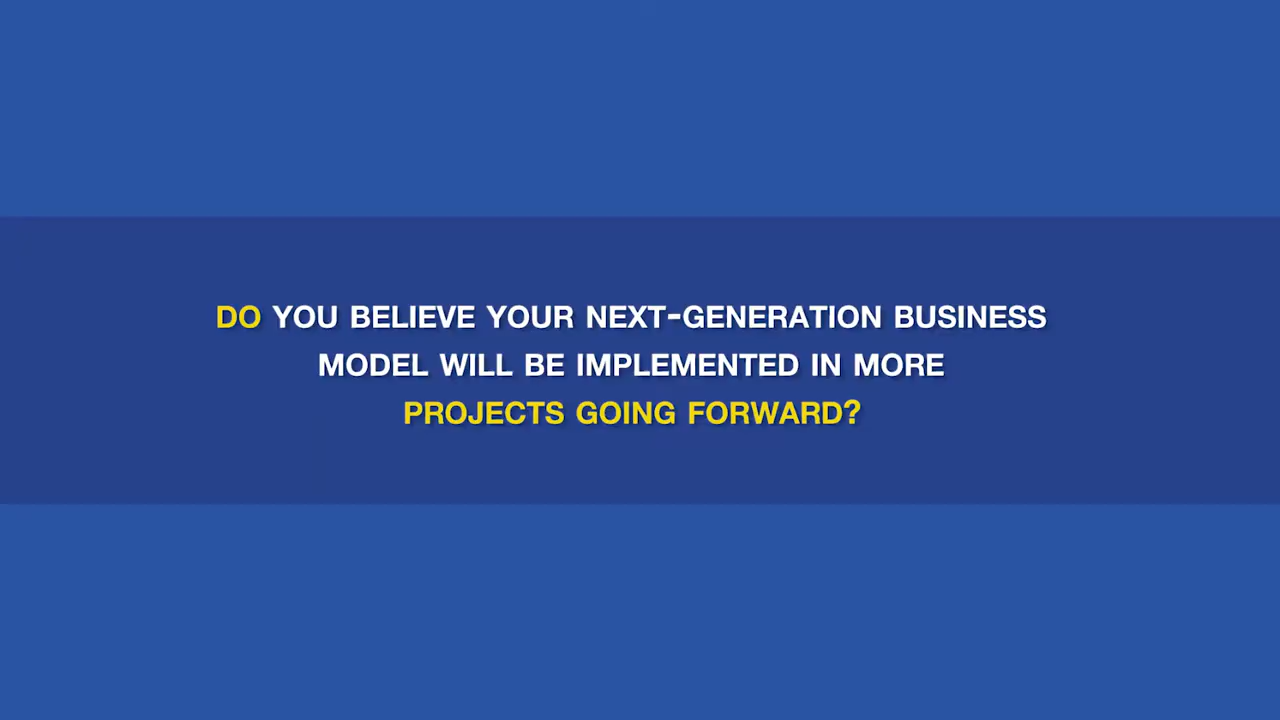 DO YOU BELIEVE YOUR NEXT-GENERATION BUSINESS
MODEL WILL BE IMPLEMENTED IN MORE
PROJECTS GOING FORWARD?